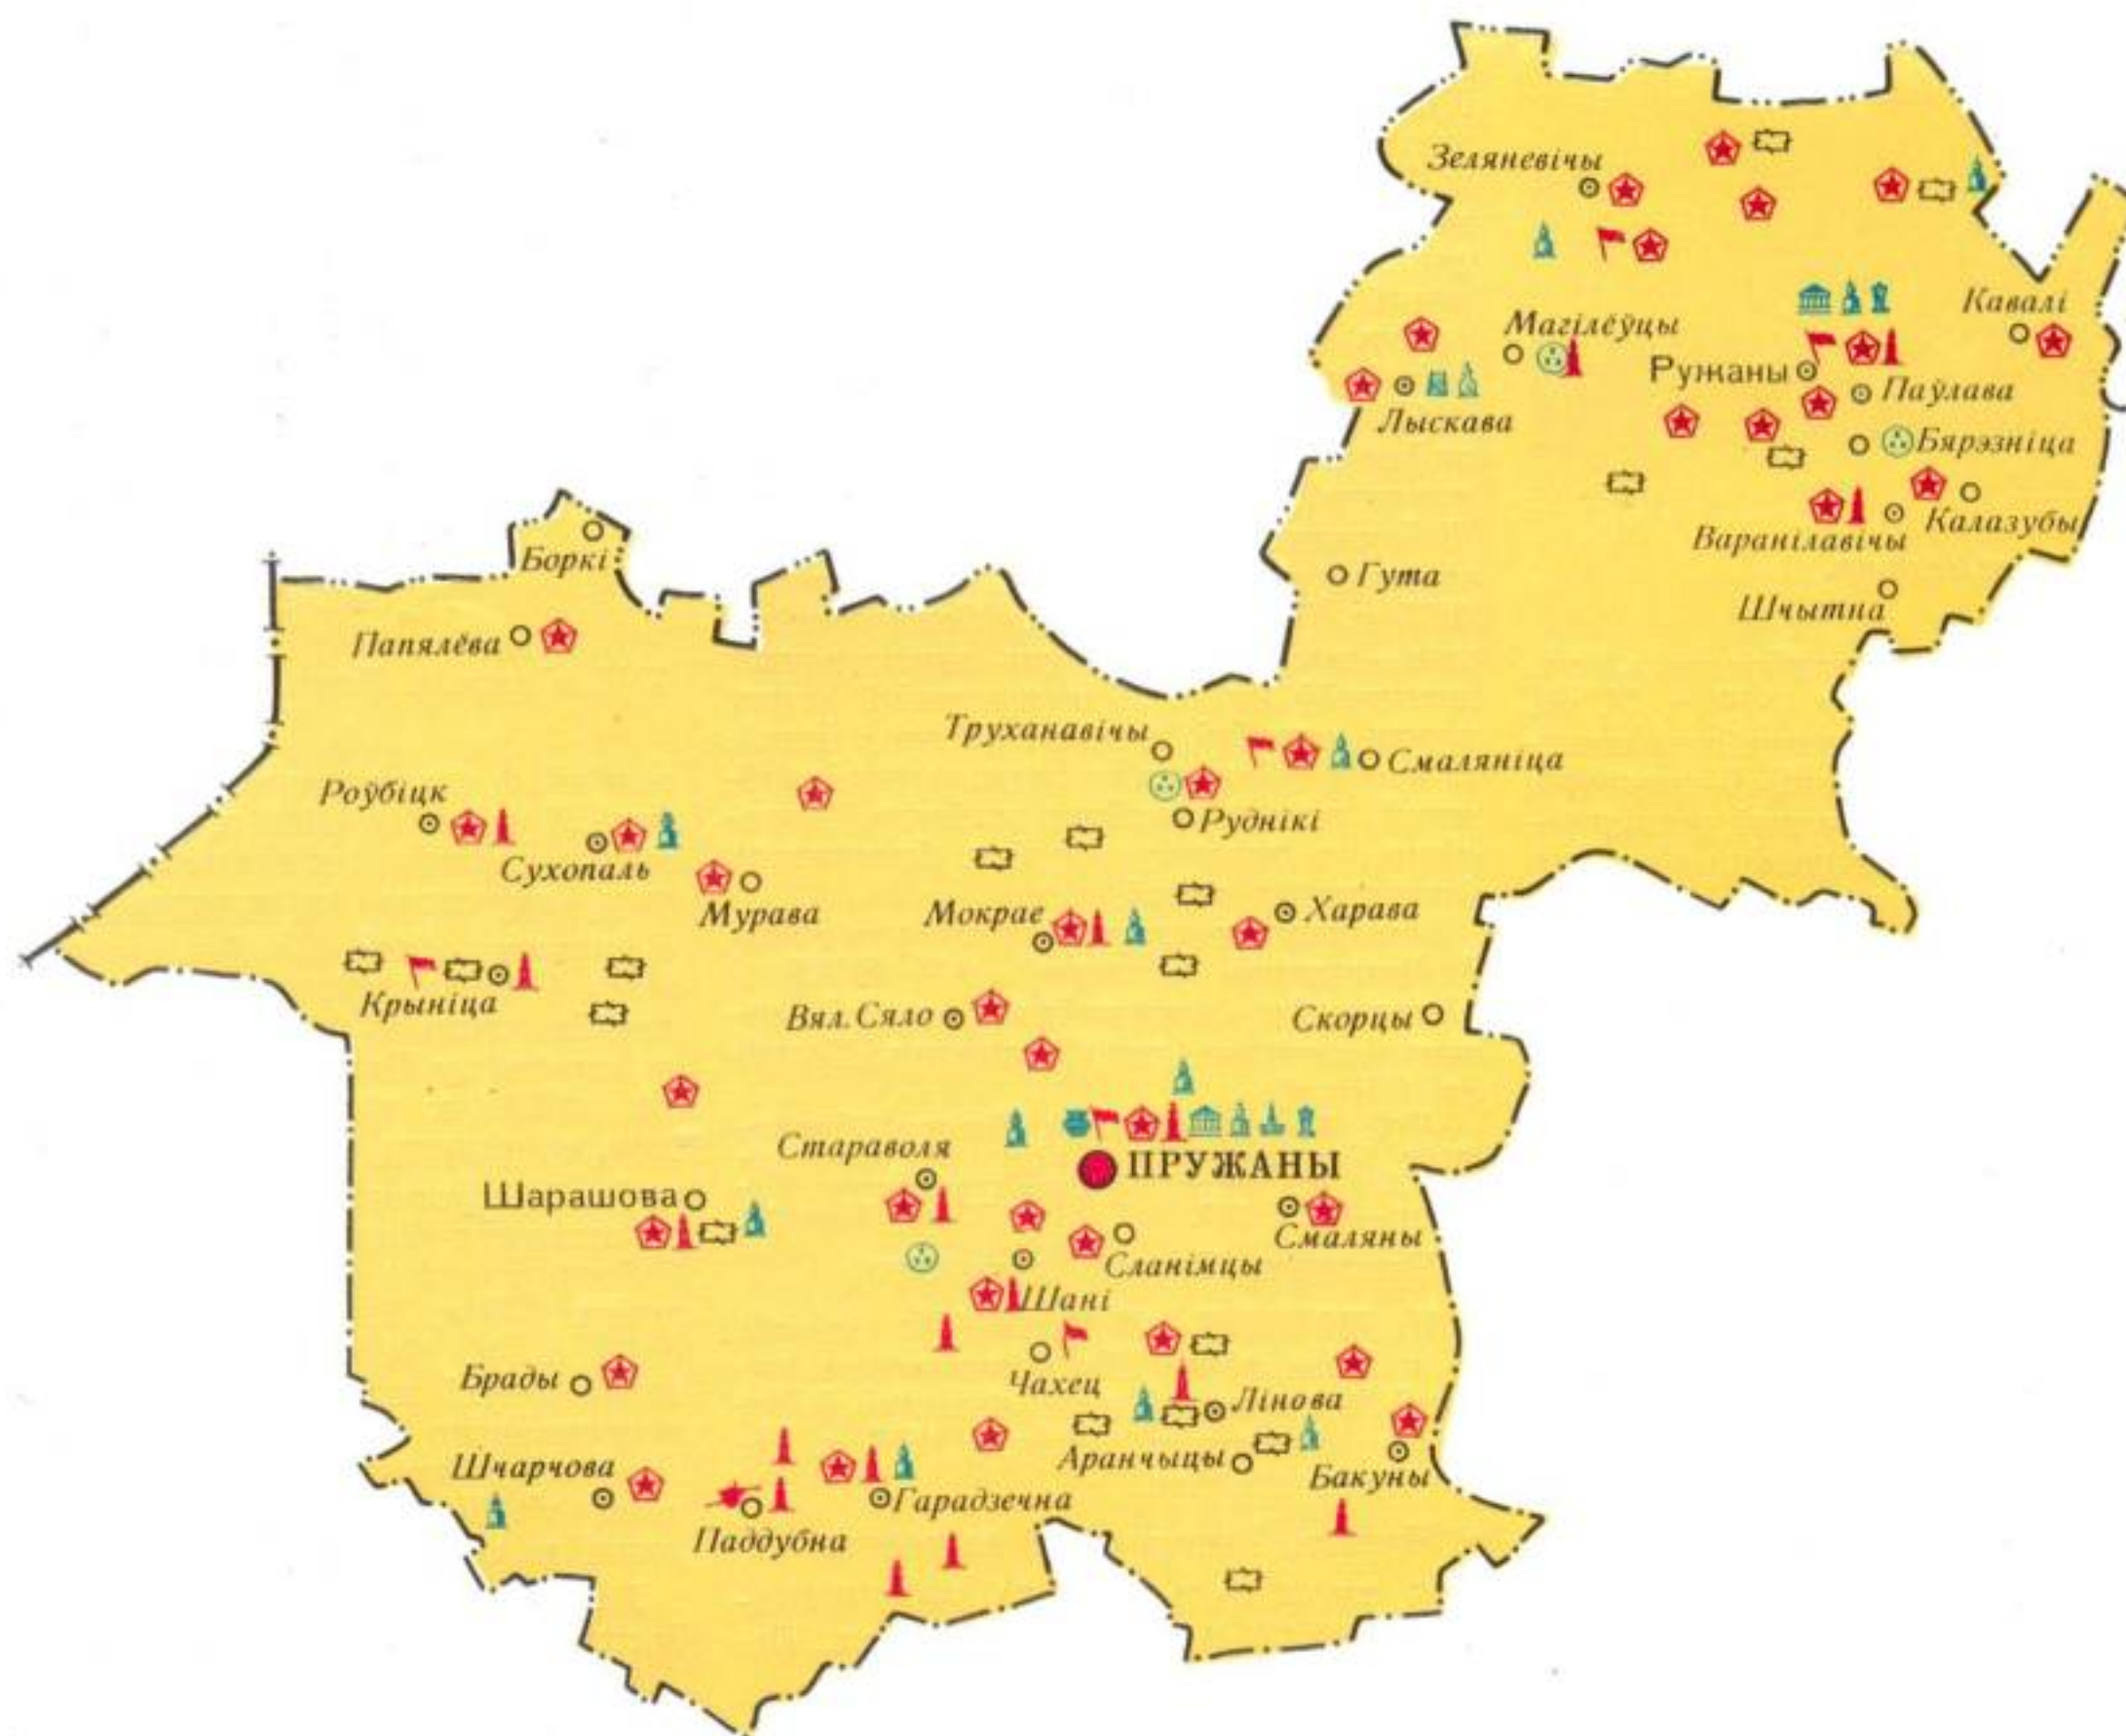 Зеляневічы
Кавалі
Магілёўцы
Ружаны
Паўлава
Лыскава
Бярэзніца
Калазубы
Варанілавічы
Боркі
Гута
Шчытна
Папялёва
Труханавічы
Смаляніца
Роўбіцк
Руднікі
Сухопаль
Мурава
Мокрае
Харава
Крыніца
Вял. Сяло
Скорцы
Стараволя
ПРУЖАНЫ
Шарашова
Смаляны
Сланімцы
Шані
Брады
Чахец
Лінова
Аранчыцы
Шчарчова
Бакуны
Гарадзечна
Паддубна